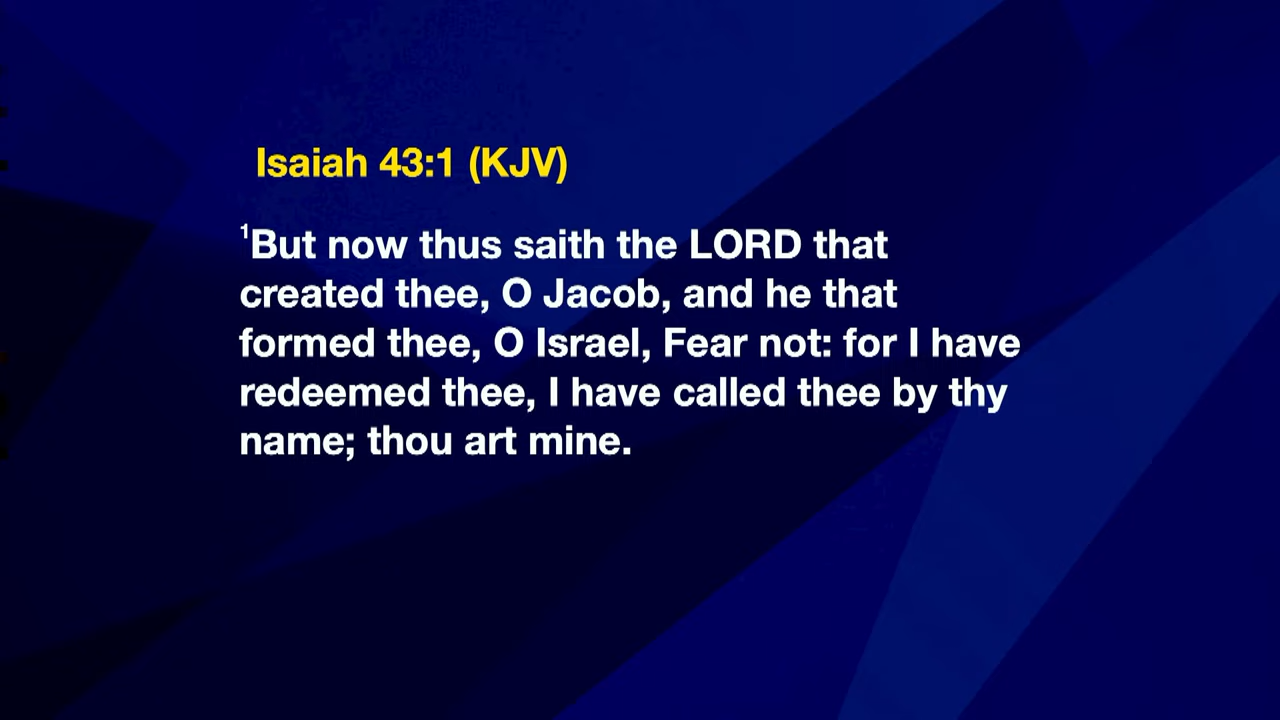 Isaiah 43:1 (KJV)
¹But now thus saith the LORD that
created thee, O Jacob, and he that
formed thee, O Israel, Fear not: for I have
redeemed thee, I have called thee by thy
name; thou art mine.